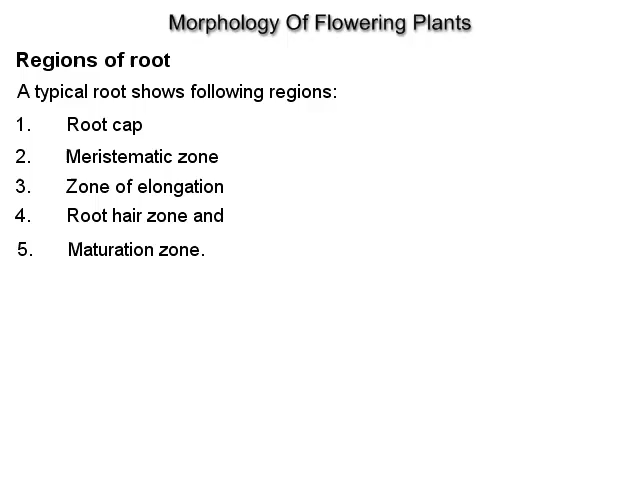 Morphology Of Flowering Plants
Regions of root
A typical root shows following regions:
1. Root cap
2. Meristematic zone
3. Zone of elongation
4. Root hair zone and
5. Maturation zone.